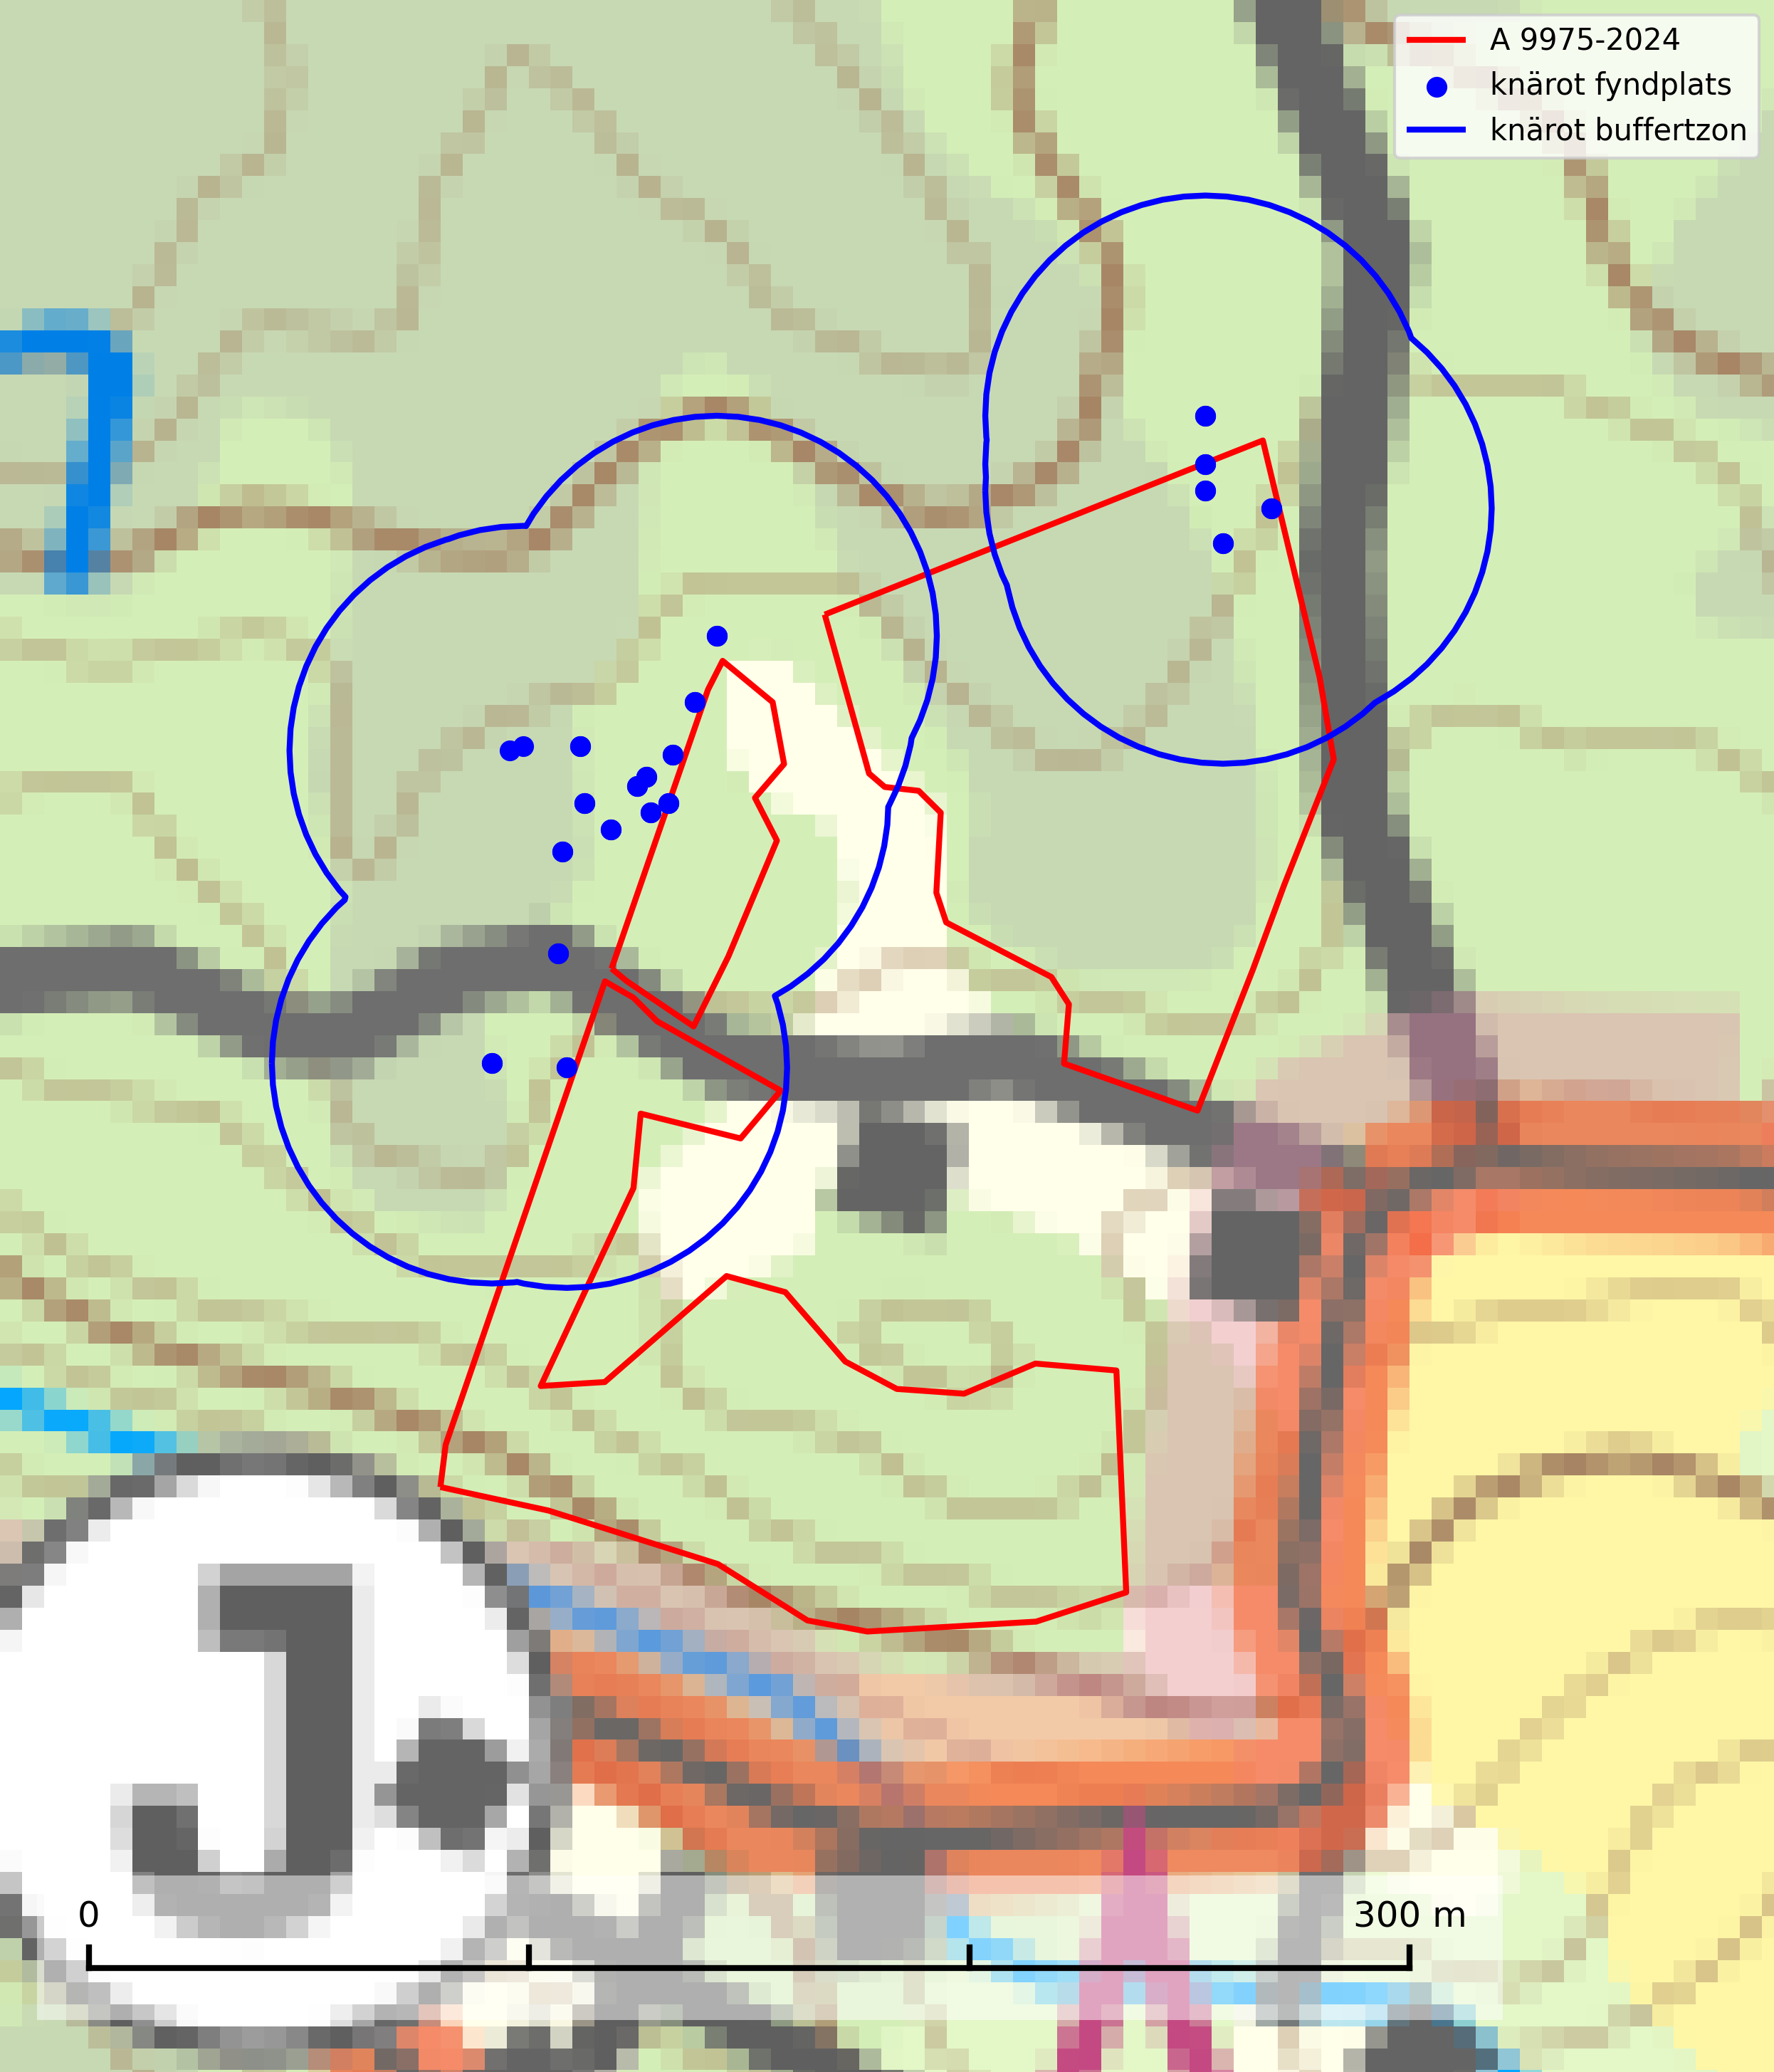 A 9975-2024
knärot fyndplats
knärot buffertzon
J
0
300 m